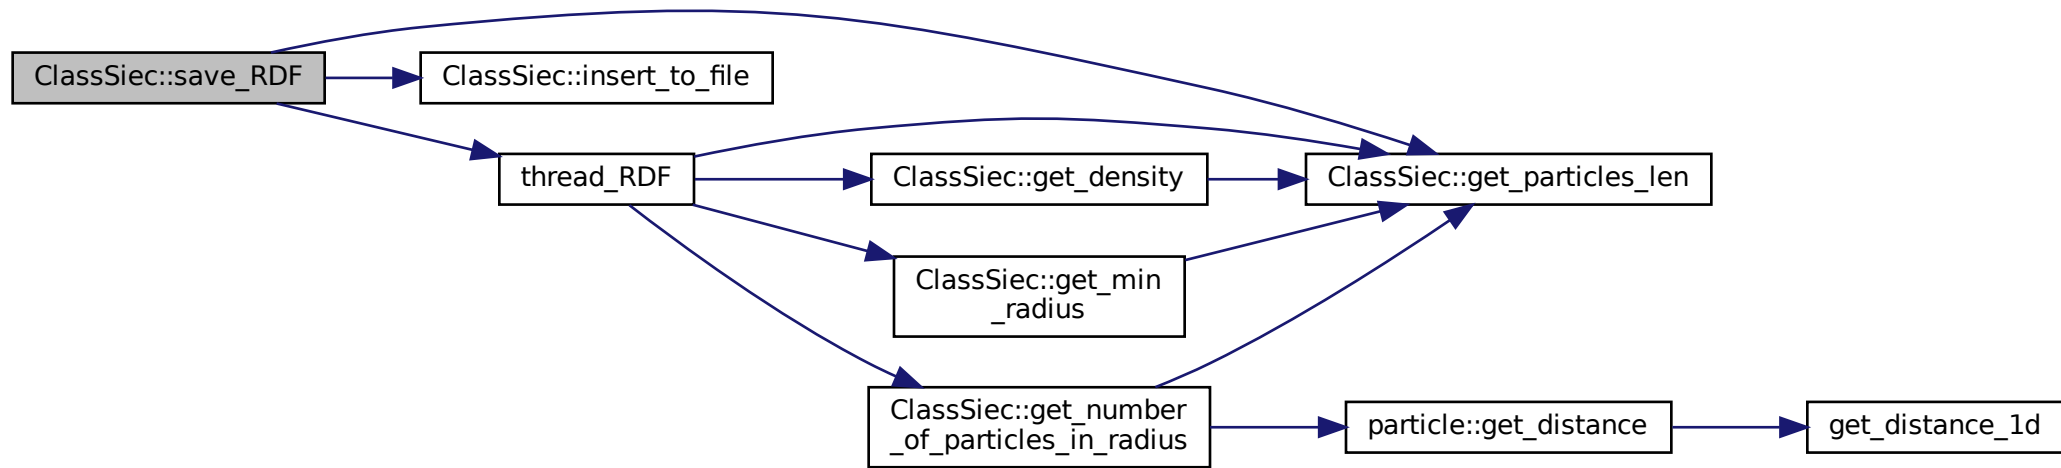 ClassSiec::save_RDF
ClassSiec::insert_to_file
thread_RDF
ClassSiec::get_density
ClassSiec::get_particles_len
ClassSiec::get_min
_radius
ClassSiec::get_number
_of_particles_in_radius
particle::get_distance
get_distance_1d